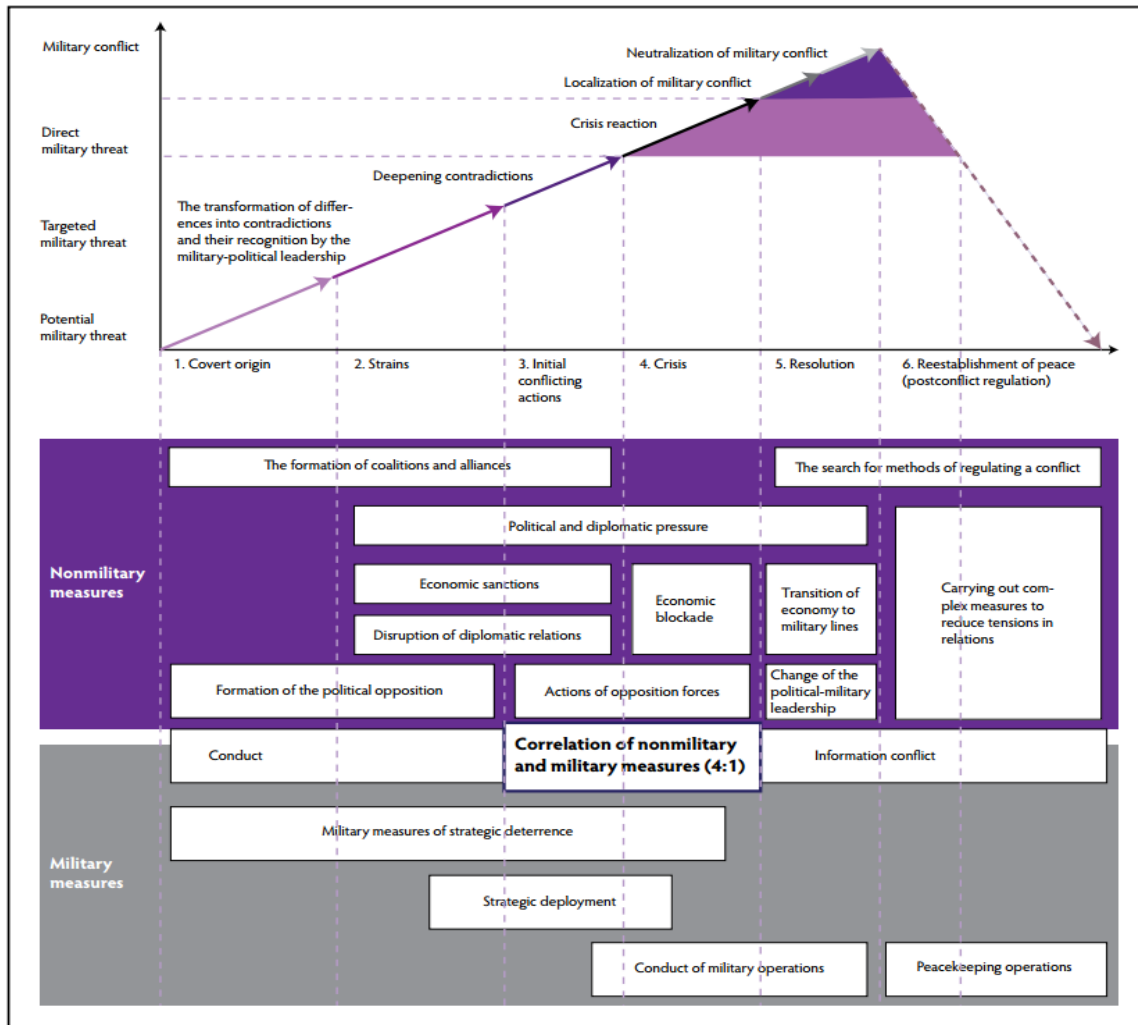 Military conflict
Neutralization of military conflict
Localization of military conflict
Direct
military threat
Crisis reaction
Deepening contradictions
The transformation of differ-
ences into contradictions
and their recognition by the
military-political leadership
Targeted
military threat
Potential
military threat
1. Covert origin
2. Strains
3. Initial
conflicting
actions
4. Crisis
5. Resolution
6. Reestablishment of peace
(postconflict regulation)
Nonmilitary
measures
The formation of coalitions and alliances
The search for methods of regulating a conflict
Political and diplomatic pressure
Economic sanctions
Disruption of diplomatic relations
Economic
blockade
Transition of
economy to
military lines
Carrying out com-
plex measures to
reduce tensions in
relations
Formation of the political opposition
Actions of opposition forces
Change of the
political-military
leadership
Conduct
Correlation of nonmilitary
and military measures (4:1)
Information conflict
Military
measures
Military measures of strategic deterrence
Strategic deployment
Conduct of military operations
Peacekeeping operations